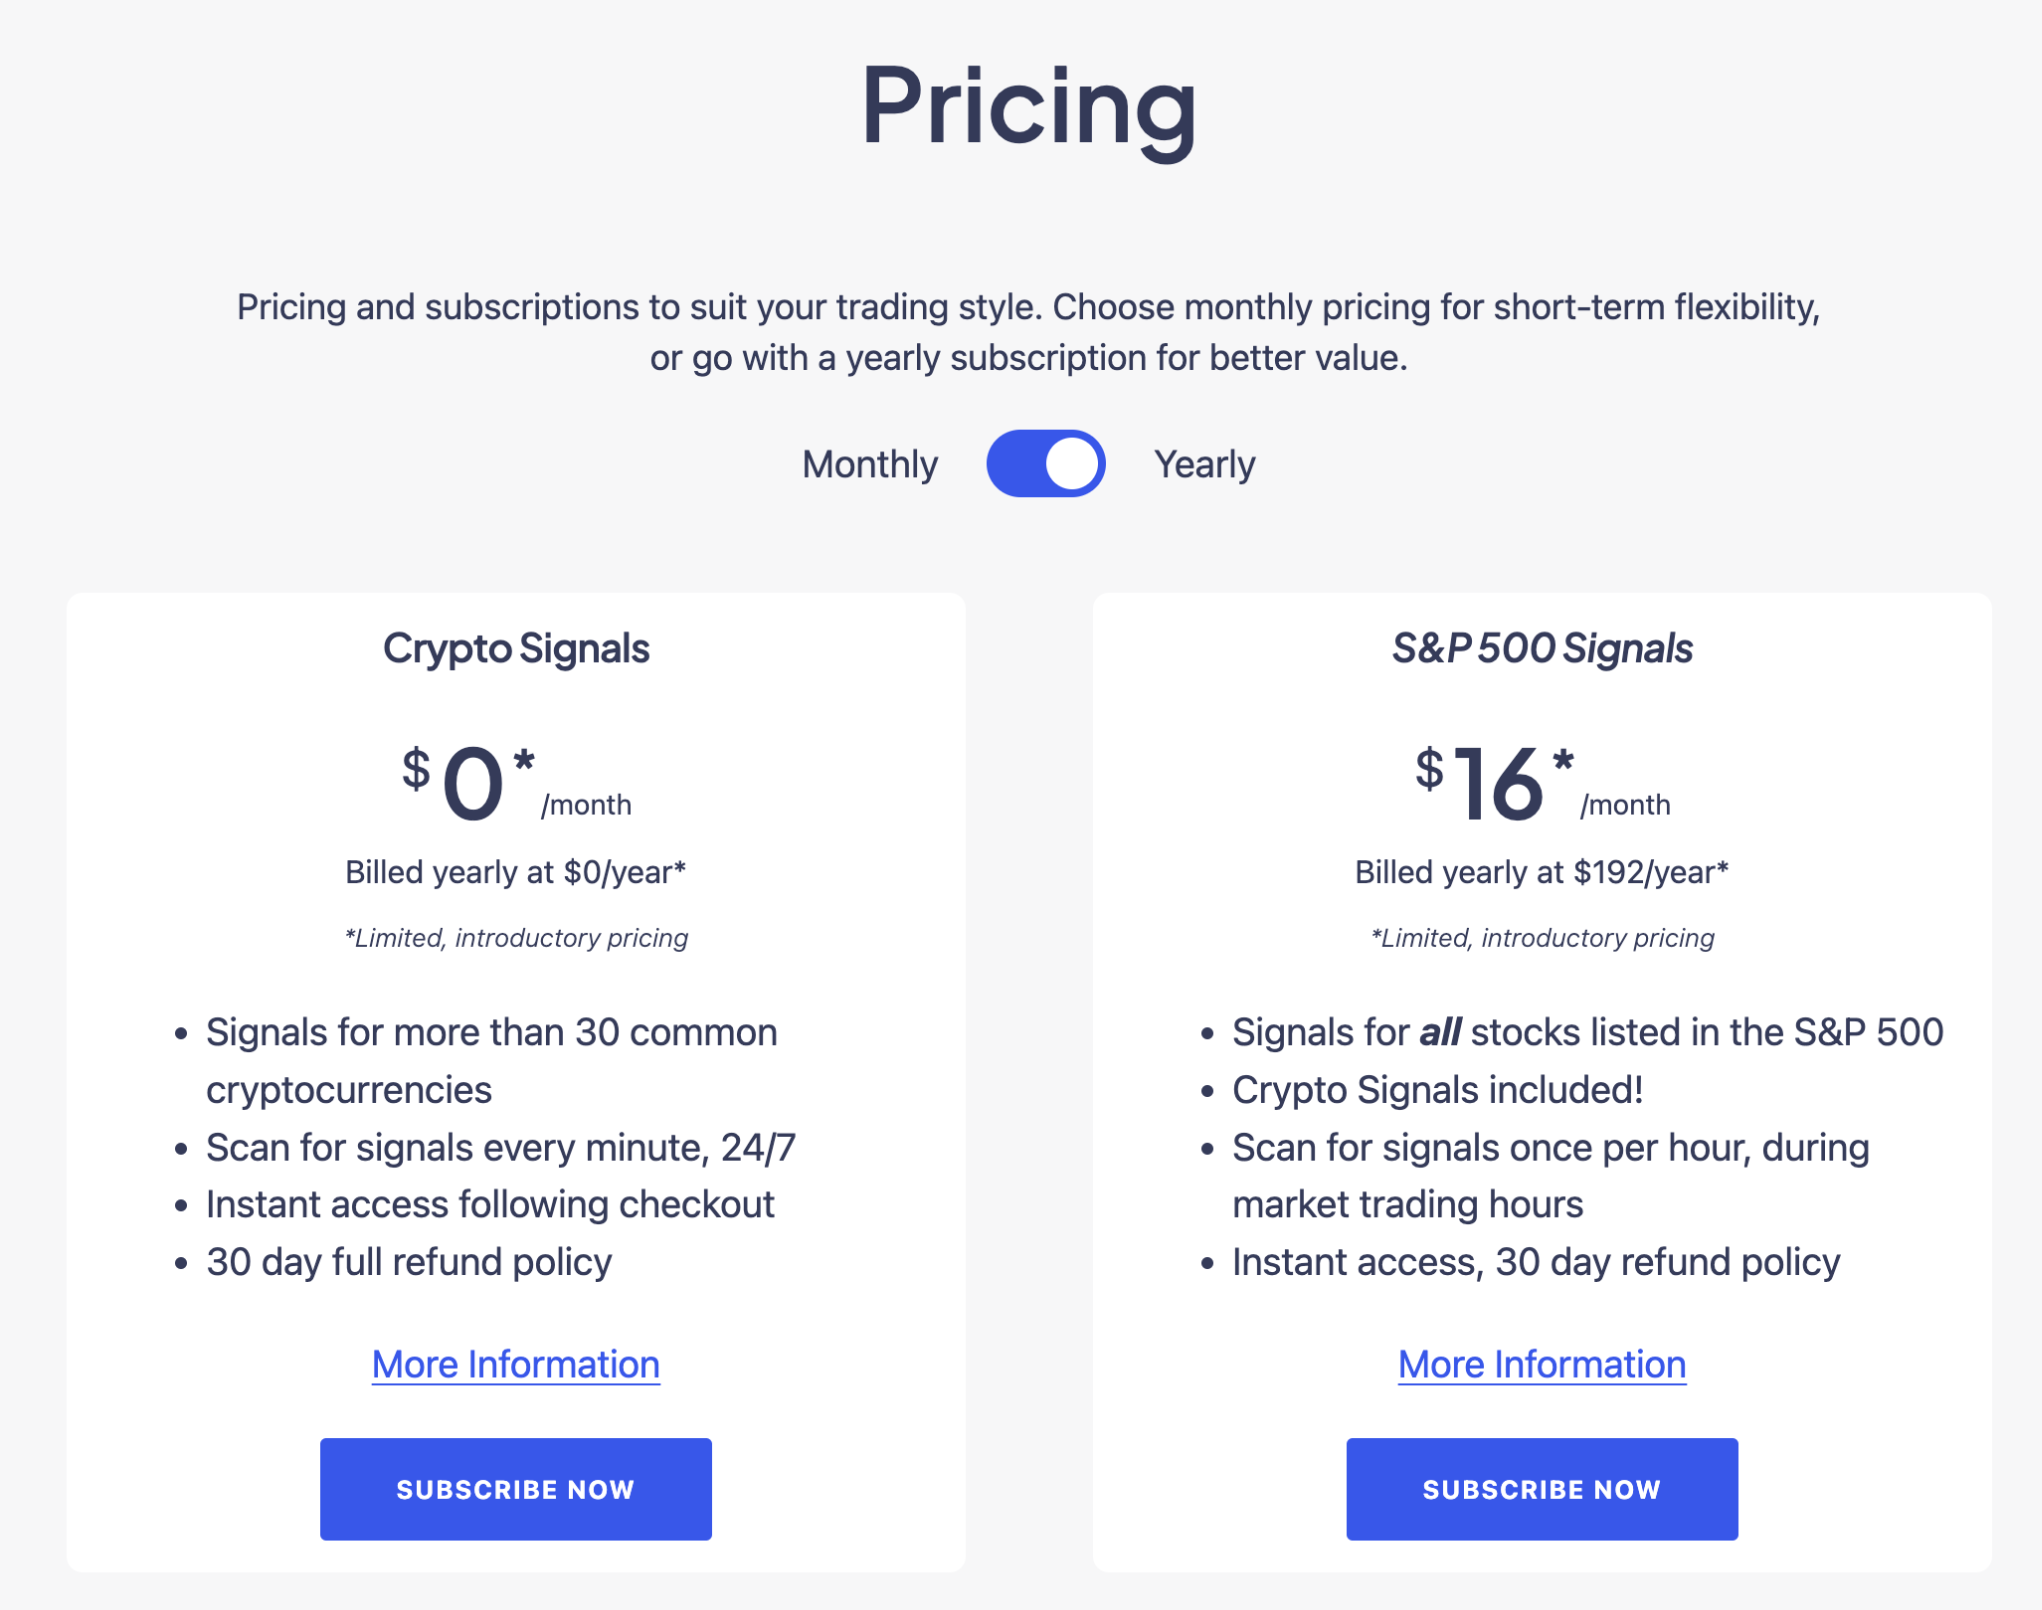 Pricing
Pricing and subscriptions to suit your trading style. Choose monthly pricing for short-term flexibility,
or go with a yearly subscription for better value.
Monthly
Yearly
Crypto Signals
$0*/month
Billed yearly at $0/year*
*Limited, introductory pricing
• Signals for more than 30 common
cryptocurrencies
• Scan for signals every minute, 24/7
• Instant access following checkout
• 30 day full refund policy
More Information
SUBSCRIBE NOW
S&P 500 Signals
$16*/month
Billed yearly at $192/year*
*Limited, introductory pricing
• Signals for all stocks listed in the S&P 500
• Crypto Signals included!
• Scan for signals once per hour, during
market trading hours
• Instant access, 30 day refund policy
More Information
SUBSCRIBE NOW